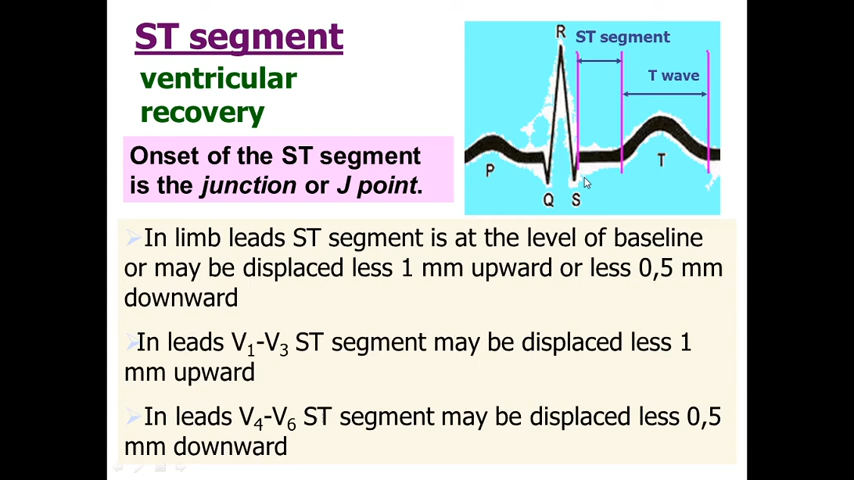 ST segment
ventricular
recovery
Onset of the ST segment
is the junction or J point.
R
ST segment
T wave
P
T
Q
S
In limb leads ST segment is at the level of baseline
or may be displaced less 1 mm upward or less 0,5 mm
downward
In leads V1-V3 ST segment may be displaced less 1
mm upward
In leads V4-V6 ST segment may be displaced less 0,5
mm downward